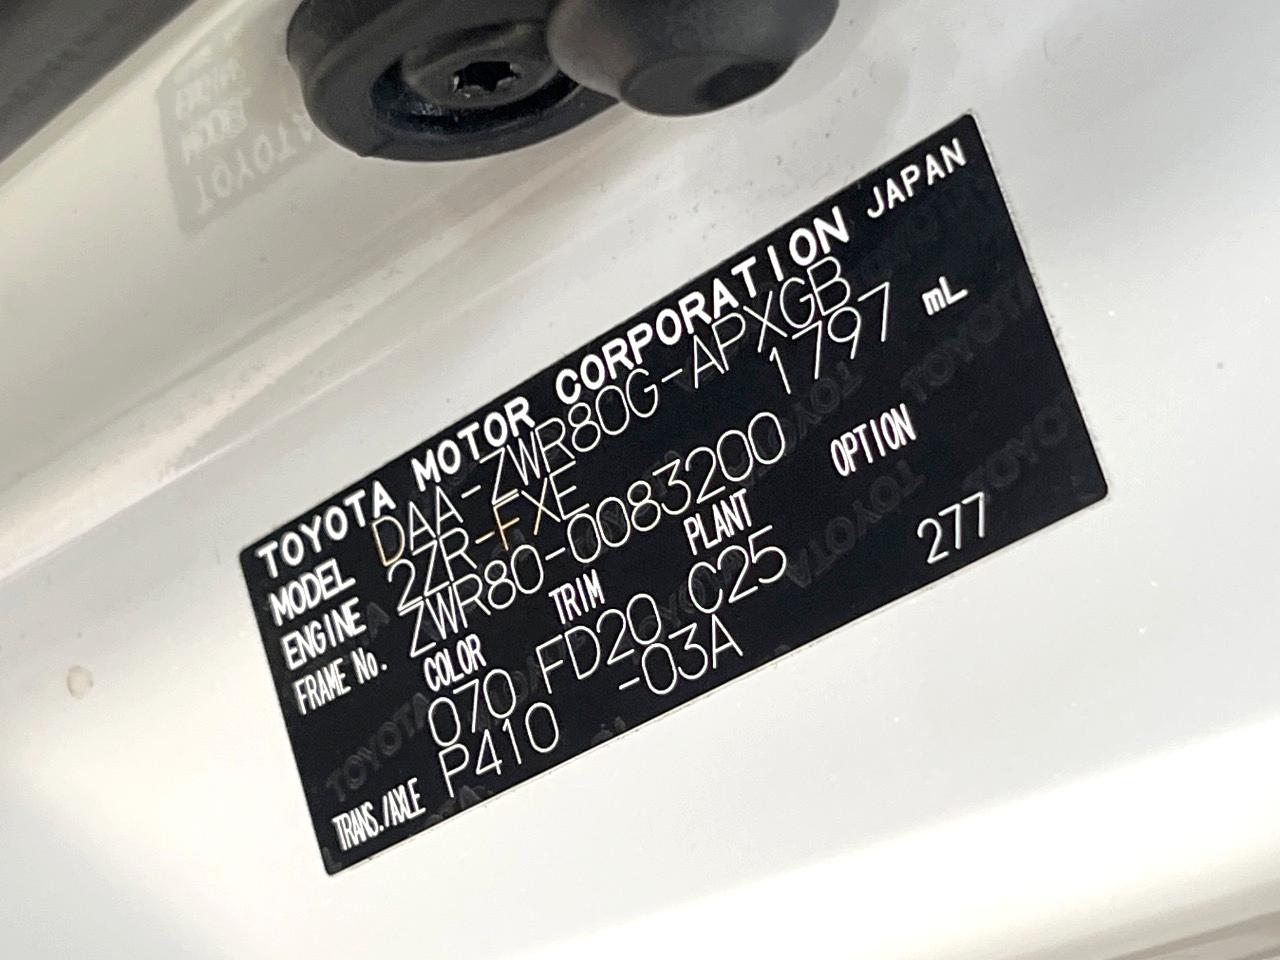 TOYOTA MOTOR CORPORATION JAPAN
MODEL DAA-ZWR80G-APXGB
ENGINE 2ZR-FXE 1797 mL
FRAME No. ZWR80-0083200
COLOR TRIM PLANT OPTION
070 FD20 C25 277
TRANS./AXLE P410 -03A